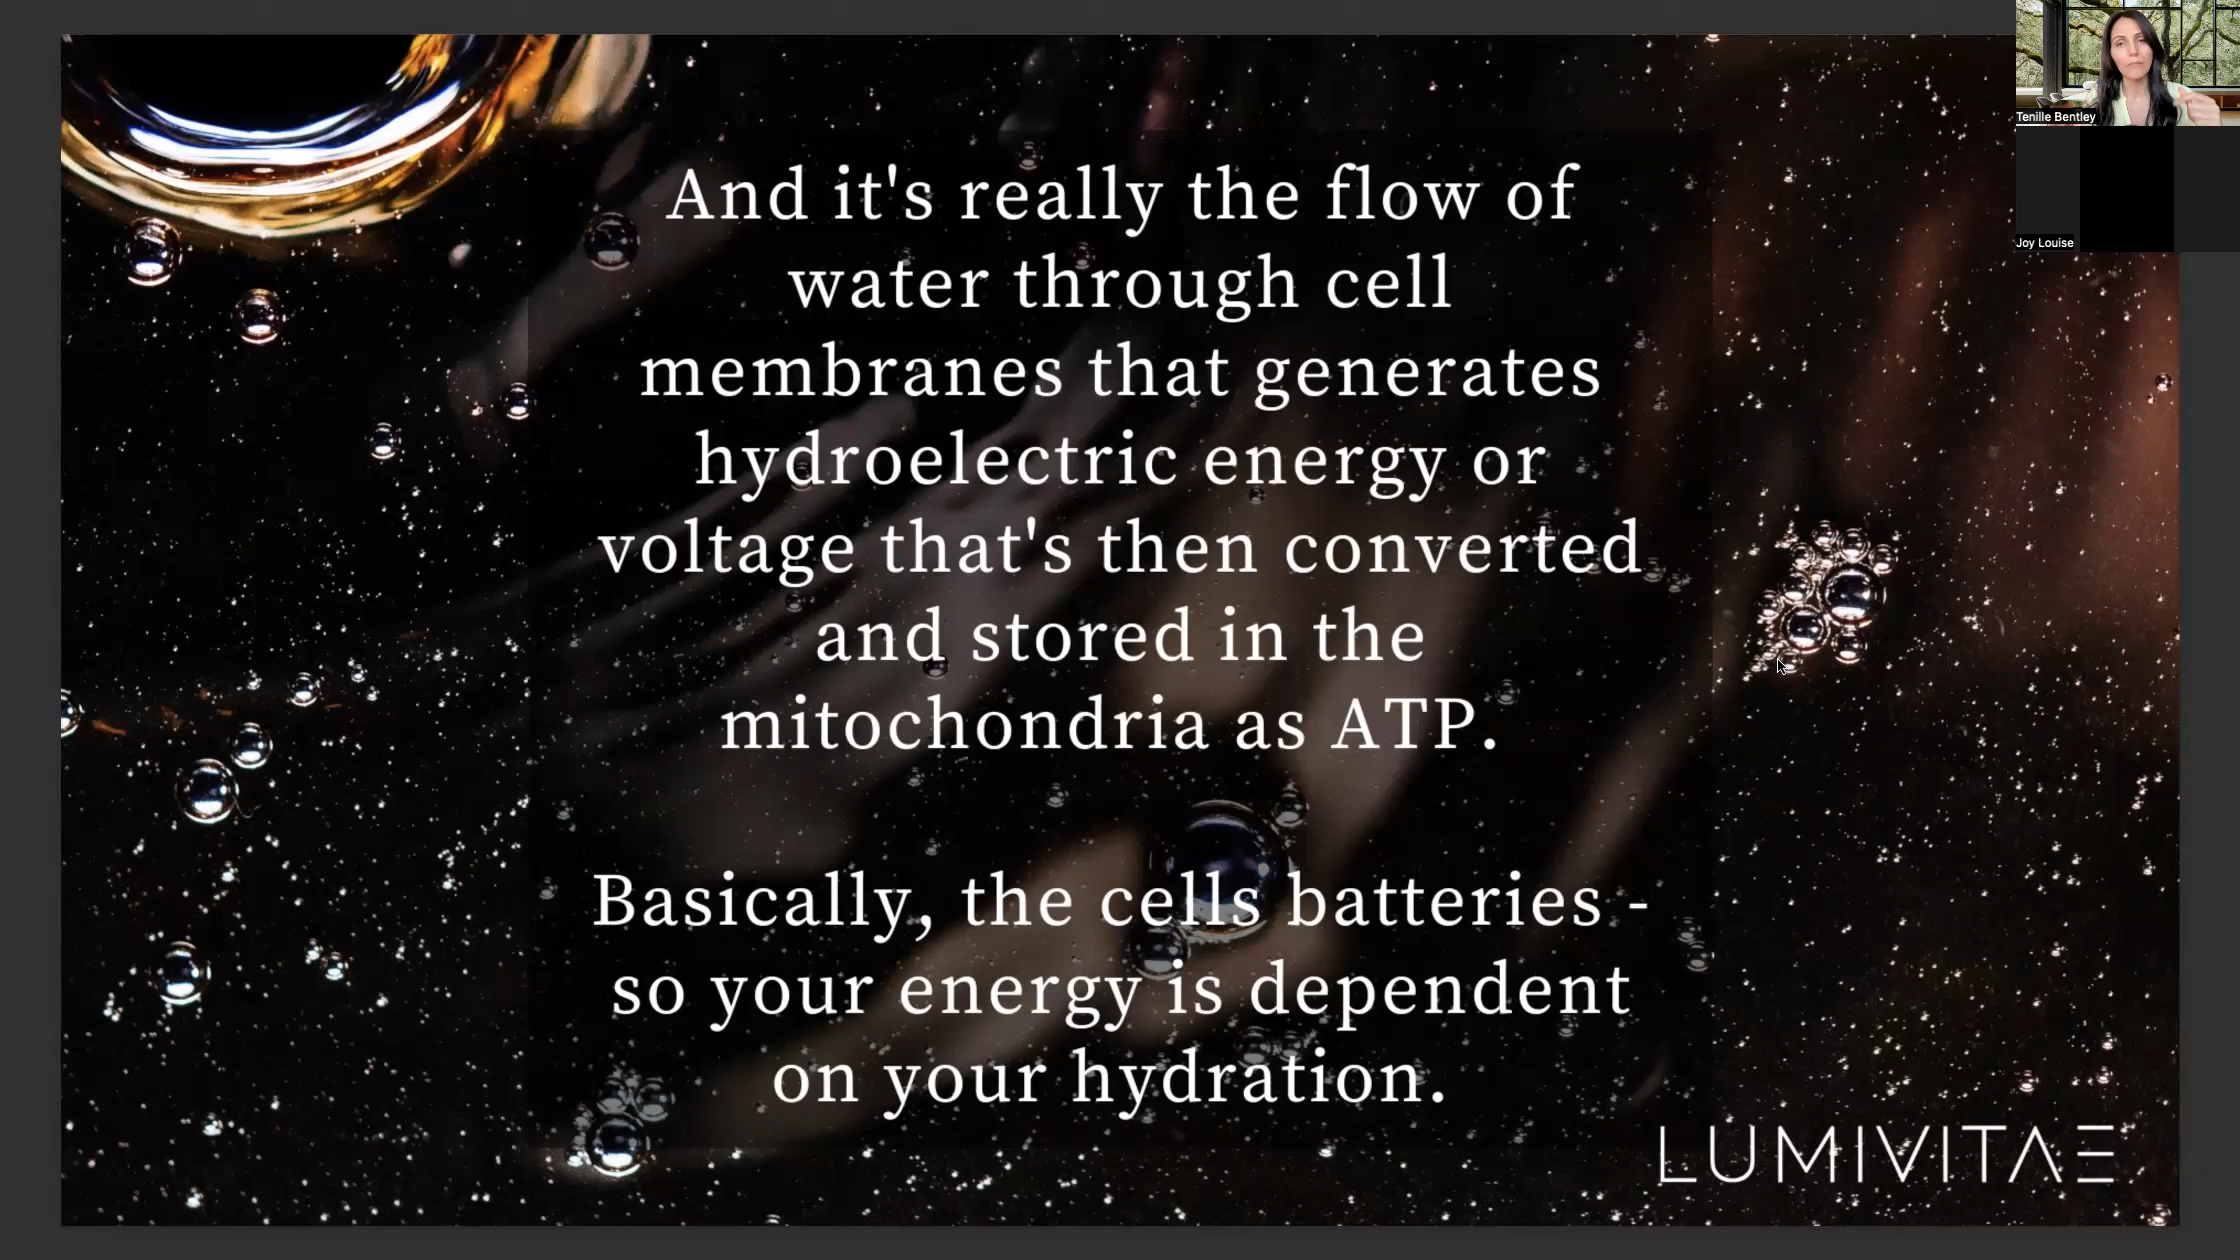 And it's really the flow of
water through cell
membranes that generates
hydroelectric energy or
voltage that's then converted
and stored in the
mitochondria as ATP.
Basically, the cells batteries -
so your energy is dependent
on your hydration.
LUMIVITAE
Tenille Bentley
Joy Louise